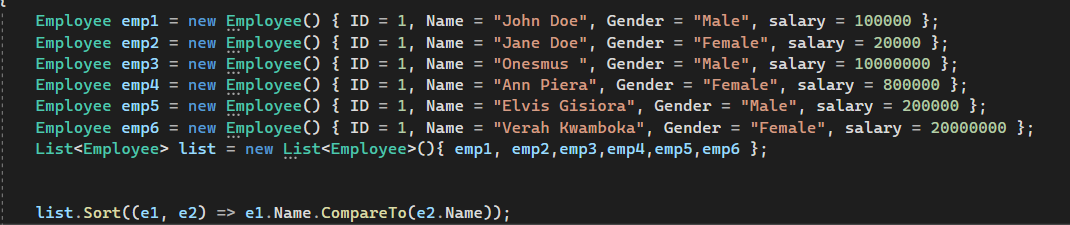 {
Employee emp1 = new Employee() { ID = 1, Name = "John Doe", Gender = "Male", salary = 100000 };
Employee emp2 = new Employee() { ID = 1, Name = "Jane Doe", Gender = "Female", salary = 20000 };
Employee emp3 = new Employee() { ID = 1, Name = "Onesmus ", Gender = "Male", salary = 10000000 };
Employee emp4 = new Employee() { ID = 1, Name = "Ann Piera", Gender = "Female", salary = 800000 };
Employee emp5 = new Employee() { ID = 1, Name = "Elvis Gisiora", Gender = "Male", salary = 200000 };
Employee emp6 = new Employee() { ID = 1, Name = "Verah Kwamboka", Gender = "Female", salary = 20000000 };
List<Employee> list = new List<Employee>(){ emp1, emp2,emp3,emp4,emp5,emp6 };
list.Sort((e1, e2) => e1.Name.CompareTo(e2.Name));